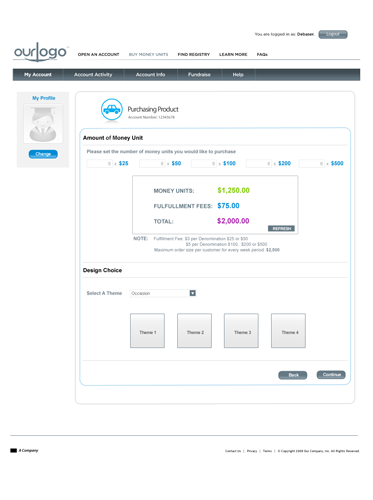 You are logged in as: Debasan Logout
ourlogo
OPEN AN ACCOUNT BUY MONEY UNITS FIND REGISTRY LEARN MORE FAQs
My Account Account Activity Account Info Fundraise Help
My Profile
Change
Purchasing Product
Account Number 12345678
Amount of Money Unit
Please set the number of money units you would like to purchase
0 x $25 0 x $50 0 x $100 0 x $200 0 x $500
MONEY UNITS: $1,250.00
FULFULLMENT FEES: $75.00
TOTAL: $2,000.00
REFRESH
NOTE: Fulfilment Fee: $3 per Denomination $25 or $50
$5 per Denomination $100, $200 or $500
Maximum order size per customer for every week period: $2,500
Design Choice
Select A Theme Occasion
Theme 1 Theme 2 Theme 3 Theme 4
Back Continue
A Company
Contact Us | Privacy | Terms | © Copyright 2009 Our Company, Inc. All Rights Reserved